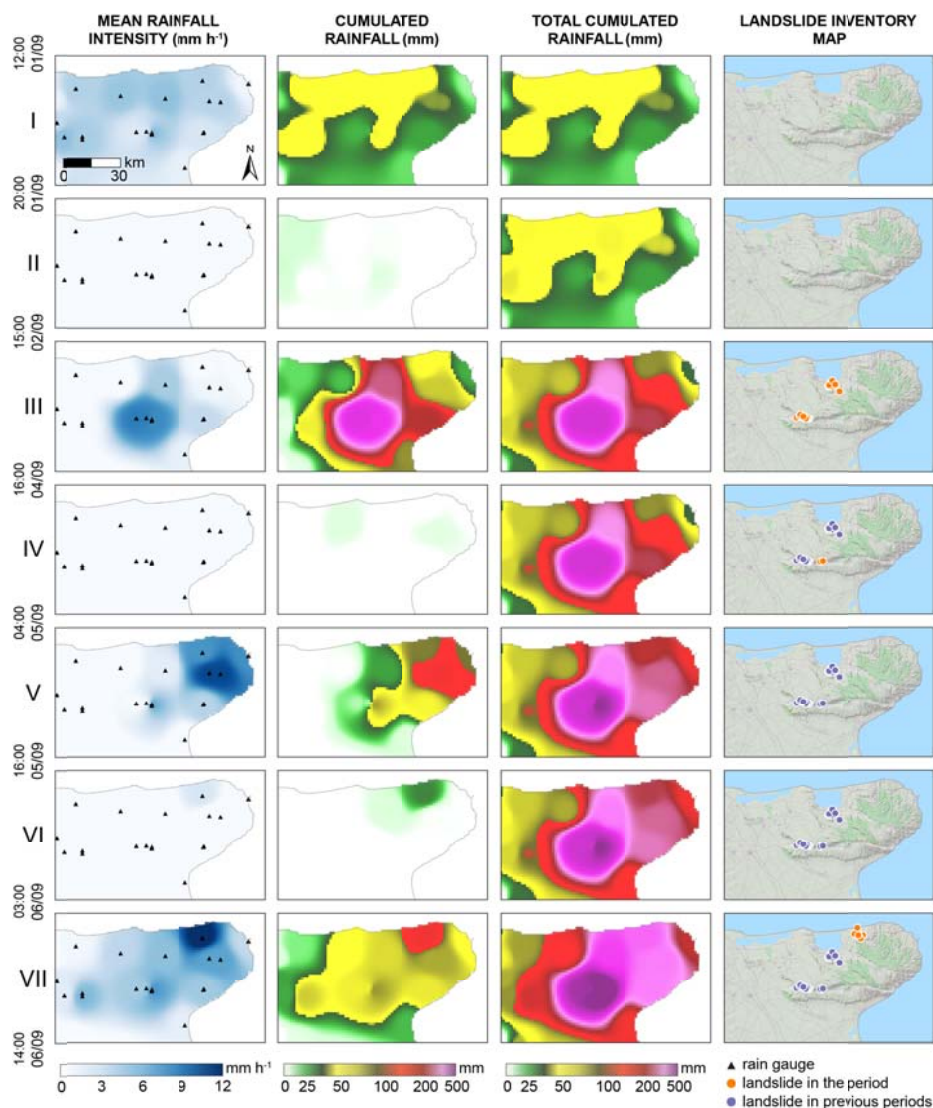 MEAN RAINFALL
INTENSITY (mm h⁻¹)
CUMULATED
RAINFALL (mm)
TOTAL CUMULATED
RAINFALL (mm)
LANDSLIDE INVENTORY
MAP
12:00
01/09
I
N
km
0 30
20:00
01/09
II
15:00
02/09
III
16:00
04/09
IV
04:00
05/09
V
16:00
05/09
VI
03:00
06/09
VII
14:00
06/09
mm h⁻¹
0 3 6 9 12
mm
0 25 50 100 200 500
mm
0 25 50 100 200 500
rain gauge
landslide in the period
landslide in previous periods